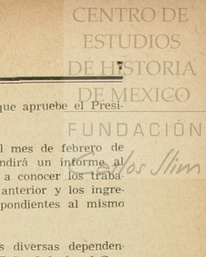 CENTRO DE
ESTUDIOS
DE HISTORIA
DE MEXICO
FUNDACIÓN
Carlos Slim
7
que apruebe el Presi-
l mes de febrero de
ndirá un informe al
a conocer los traba-
anterior y los ingre-
pondientes al mismo
s diversas dependen-